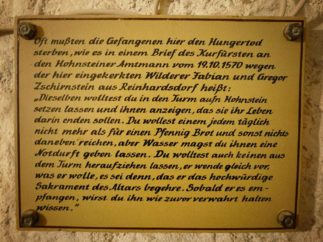 Oft mußten die Gefangenen hier den Hungertod
sterben, wie es in einem Brief des Kurfürsten an
den Hohnsteiner Amtmann vom 19.10.1570 wegen
der hier eingekerkten Wilderer Fabian und Gregor
Zschirnstein aus Reinhardsdorf heißt:
„Dieselben wolltest du in den Turm aufn Hohnstein
setzen lassen und ihnen anzeigen, das sie ihr Leben
darin enden sollen. Du wollest einem jedem täglich
nicht mehr als für einen Pfennig Brot und sonst nichts
daneben reichen, aber Wasser magst du ihnen eine
Notdurft geben lassen. Du woltest auch keinen aus
dem Turm heraufziehen lassen, er wende gleich vor,
was er wolle, es sei denn, das er das hochwürdige
Sakrament des Altars begehre. Sobald er es em-
pfangen, wirst du ihn wie zuvor verwahrt halten
wissen."